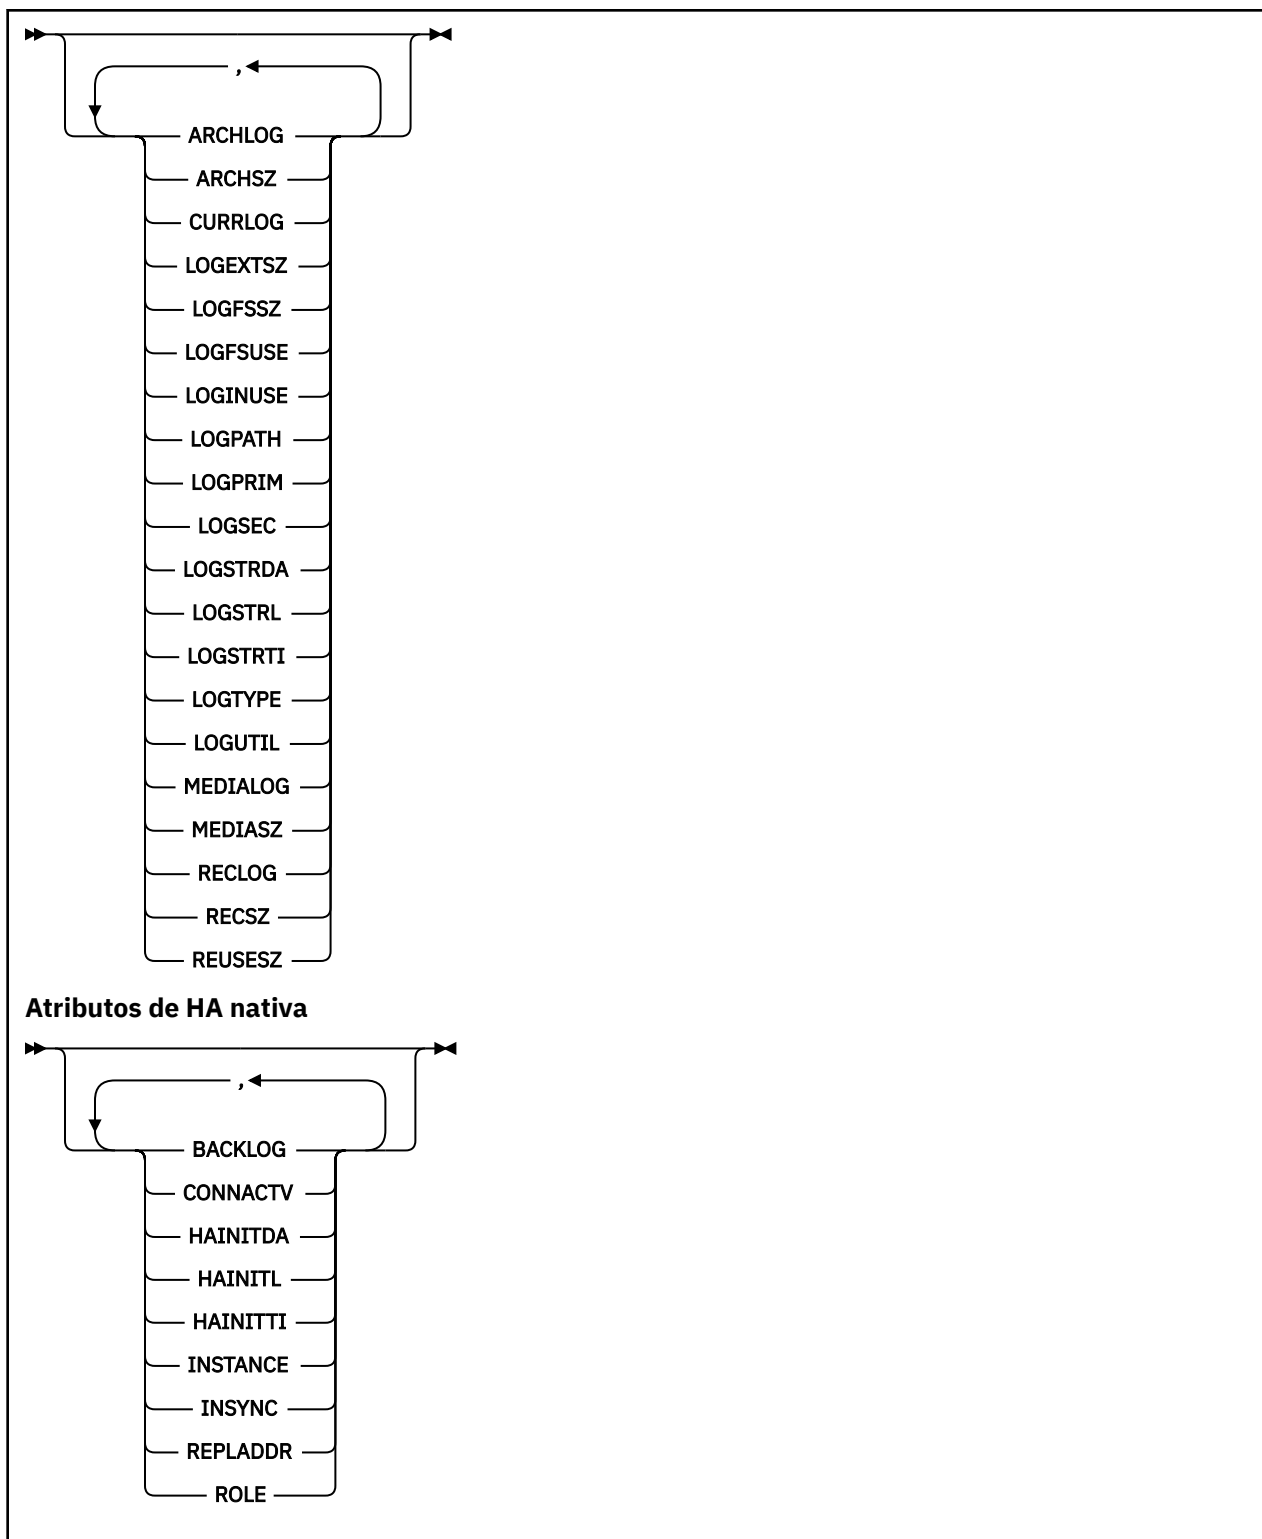 ,
ARCHLOG
ARCHSZ
CURRLOG
LOGEXTSZ
LOGFSSZ
LOGFSUSE
LOGINUSE
LOGPATH
LOGPRIM
LOGSEC
LOGSTRDA
LOGSTRL
LOGSTRTI
LOGTYPE
LOGUTIL
MEDIALOG
MEDIASZ
RECLOG
RECSZ
REUSESZ
Atributos de HA nativa
,
BACKLOG
CONNACTV
HAINITDA
HAINITL
HAINITTI
INSTANCE
INSYNC
REPLADDR
ROLE